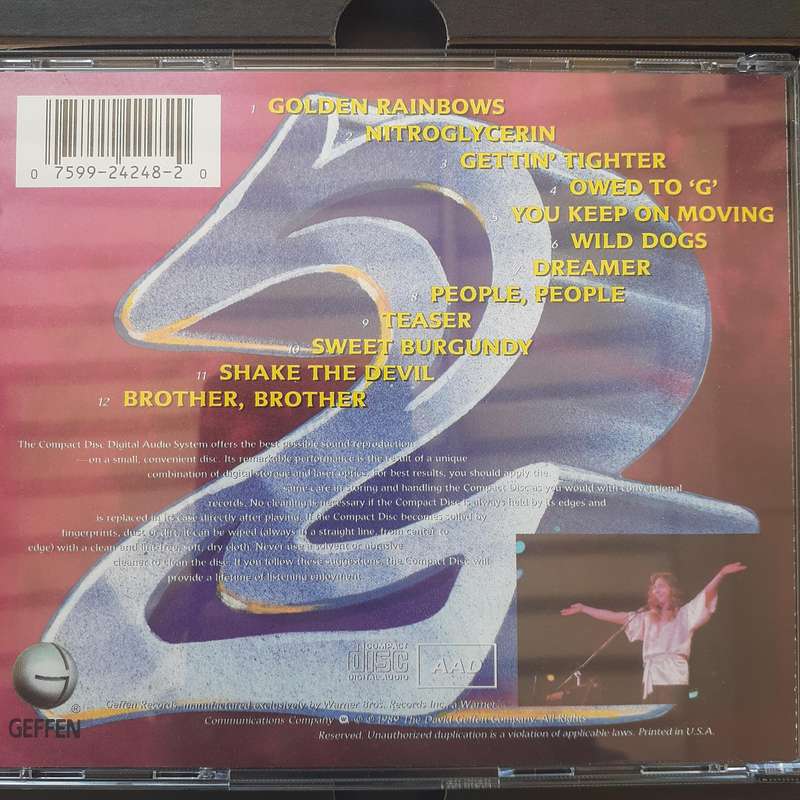 0 7599-24248-2 0
1 GOLDEN RAINBOWS
2 NITROGLYCERIN
3 GETTIN' TIGHTER
4 OWED TO 'G'
5 YOU KEEP ON MOVING
6 WILD DOGS
7 DREAMER
8 PEOPLE, PEOPLE
9 TEASER
10 SWEET BURGUNDY
11 SHAKE THE DEVIL
12 BROTHER, BROTHER
The Compact Disc Digital Audio System offers the best possible sound reproduction
—on a small, convenient disc. Its remarkable performance is the result of a unique
combination of digital storage and laser optics. For best results, you should apply the
same care in storing and handling the Compact Disc as you would with conventional
records. No cleaning is necessary if the Compact Disc is always held by its edges and
is replaced in its case directly after playing. If the Compact Disc becomes soiled by
fingerprints, dust or dirt, it can be wiped (always in a straight line, from center to
edge) with a clean and lint-free, soft, dry cloth. Never use a solvent or abrasive
cleaner to clean the disc. If you follow these suggestions, the Compact Disc will
provide a lifetime of listening enjoyment.
COMPACT
disc
DIGITAL AUDIO
AAD
G
GEFFEN ®
Geffen Records, manufactured exclusively by Warner Bros. Records Inc., a Warner
Communications Company ℗ © 1989 The David Geffen Company. All Rights
Reserved. Unauthorized duplication is a violation of applicable laws. Printed in U.S.A.